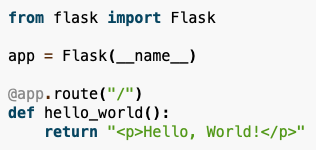 from flask import Flask

app = Flask(__name__)

@app.route("/")
def hello_world():
    return "<p>Hello, World!</p>"